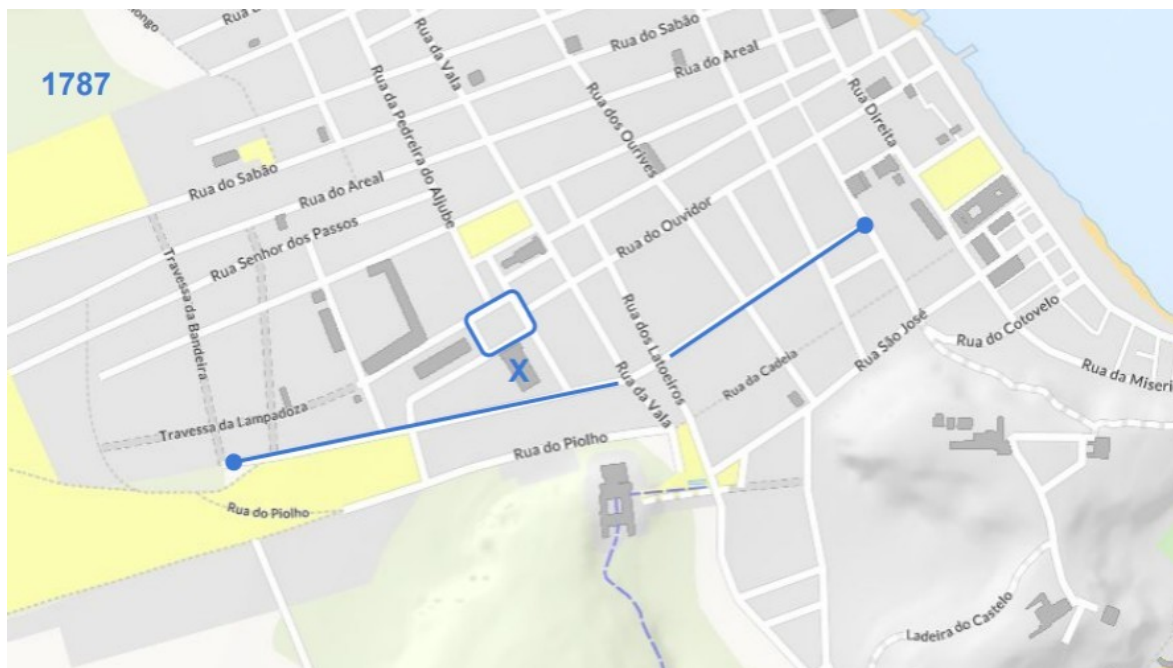 1787
Rua da Vala
Rua do Sabão
Rua do Areal
Rua da Pedreira do Aljube
Rua dos Ourives
Rua Direita
Rua do Sabão
Rua do Areal
Rua Senhor dos Passos
Rua do Ouvidor
Travessa da Bandeira
Rua dos Latoeiros
Rua São José
Rua do Cotovelo
Rua da Miseri
X
Rua da Cadeia
Rua da Vala
Travessa da Lampadoza
Rua do Piolho
Rua do Piolho
Ladeira do Castelo